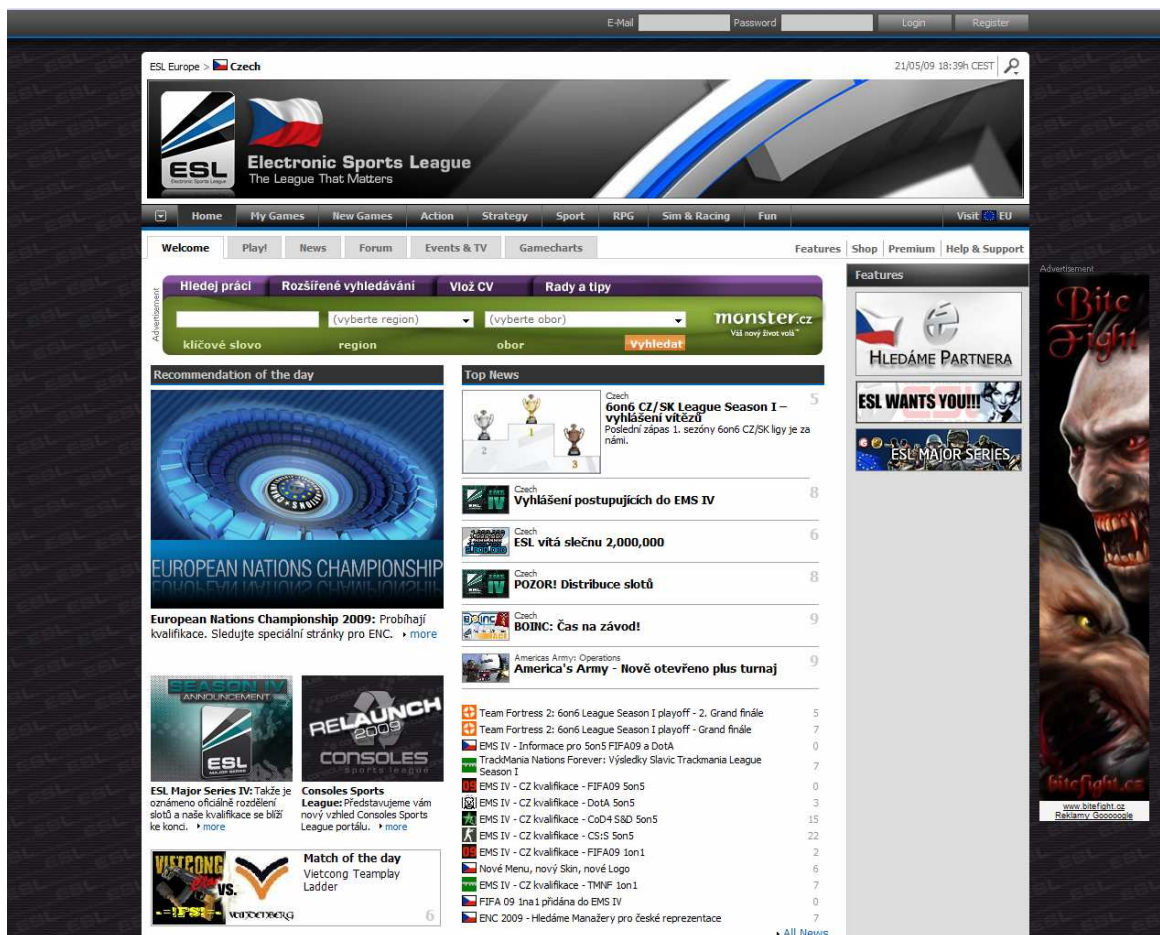 E-Mail Password Login Register
ESL Europe > Czech 21/05/09 18:39h CEST
ESL
Electronic Sports League
Electronic Sports League
The League That Matters
Home My Games New Games Action Strategy Sport RPG Sim & Racing Fun Visit EU
Welcome Play! News Forum Events & TV Gamecharts Features Shop Premium Help & Support
Advertisement
Hledej práci Rozšířené vyhledávání Vlož CV Rady a tipy
(vyberte region) (vyberte obor) monster.cz
Váš nový život volá
klíčové slovo region obor Vyhledat
Recommendation of the day
EUROPEAN NATIONS CHAMPIONSHIP
European Nations Championship 2009: Probíhají
kvalifikace. Sledujte speciální stránky pro ENC. more
SEASON IV
ANNOUNCEMENT
ESL
MAJOR SERIES
ESL Major Series IV: Takže je
oznámeno oficiálně rozdělení
slotů a naše kvalifikace se blíží
ke konci. more
RELAUNCH
2009
CONSOLES
sports league
Consoles Sports
League: Představujeme vám
nový vzhled Consoles Sports
League portálu. more
VIETCONG
VS.
-=!FS!=-
VANDENBERG
Match of the day
Vietcong Teamplay
Ladder
6
Top News
1
2
3
Czech 5
6on6 CZ/SK League Season I –
vyhlášení vítězů
Poslední zápas 1. sezóny 6on6 CZ/SK ligy je za
námi.
Czech
Vyhlášení postupujících do EMS IV 8
Czech
ESL vítá slečnu 2,000,000 6
Czech
POZOR! Distribuce slotů 8
BOINC
Czech
BOINC: Čas na závod! 9
Americas Army: Operations
America's Army - Nově otevřeno plus turnaj 9
Team Fortress 2: 6on6 League Season I playoff - 2. Grand finále 5
Team Fortress 2: 6on6 League Season I playoff - Grand finále 7
EMS IV - Informace pro 5on5 FIFA09 a DotA 0
TrackMania Nations Forever: Výsledky Slavic Trackmania League
Season I 7
EMS IV - CZ kvalifikace - FIFA09 5on5 0
EMS IV - CZ kvalifikace - DotA 5on5 3
EMS IV - CZ kvalifikace - CoD4 S&D 5on5 15
EMS IV - CZ kvalifikace - CS:S 5on5 22
EMS IV - CZ kvalifikace - FIFA09 1on1 2
Nové Menu, nový Skin, nové Logo 6
EMS IV - CZ kvalifikace - TMNF 1on1 7
FIFA 09 1na1 přidána do EMS IV 0
ENC 2009 - Hledáme Manažery pro české reprezentace 7
All News
Features
HLEDÁME PARTNERA
ESL WANTS YOU!!!
ESL MAJOR SERIES
Advertisement
Bite
Fight
bitefight.cz
www.bitefight.cz
Reklamy Gooooogle